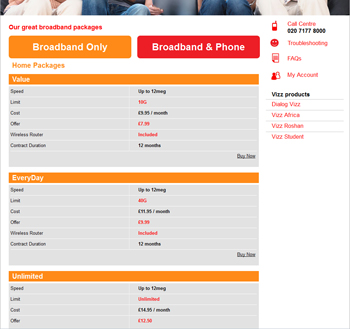 Our great broadband packages
Broadband Only
Broadband & Phone
Home Packages
Value
Speed Up to 12meg
Limit 10G
Cost £9.95 / month
Offer £7.99
Wireless Router Included
Contract Duration 12 months
Buy Now
EveryDay
Speed Up to 12meg
Limit 40G
Cost £11.95 / month
Offer £9.99
Wireless Router Included
Contract Duration 12 months
Buy Now
Unlimited
Speed Up to 12meg
Limit Unlimited
Cost £14.95 / month
Offer £12.98
Call Centre
020 7177 8000
Troubleshooting
FAQs
My Account
Vizz products
Dialog Vizz
Vizz Africa
Vizz Roshan
Vizz Student